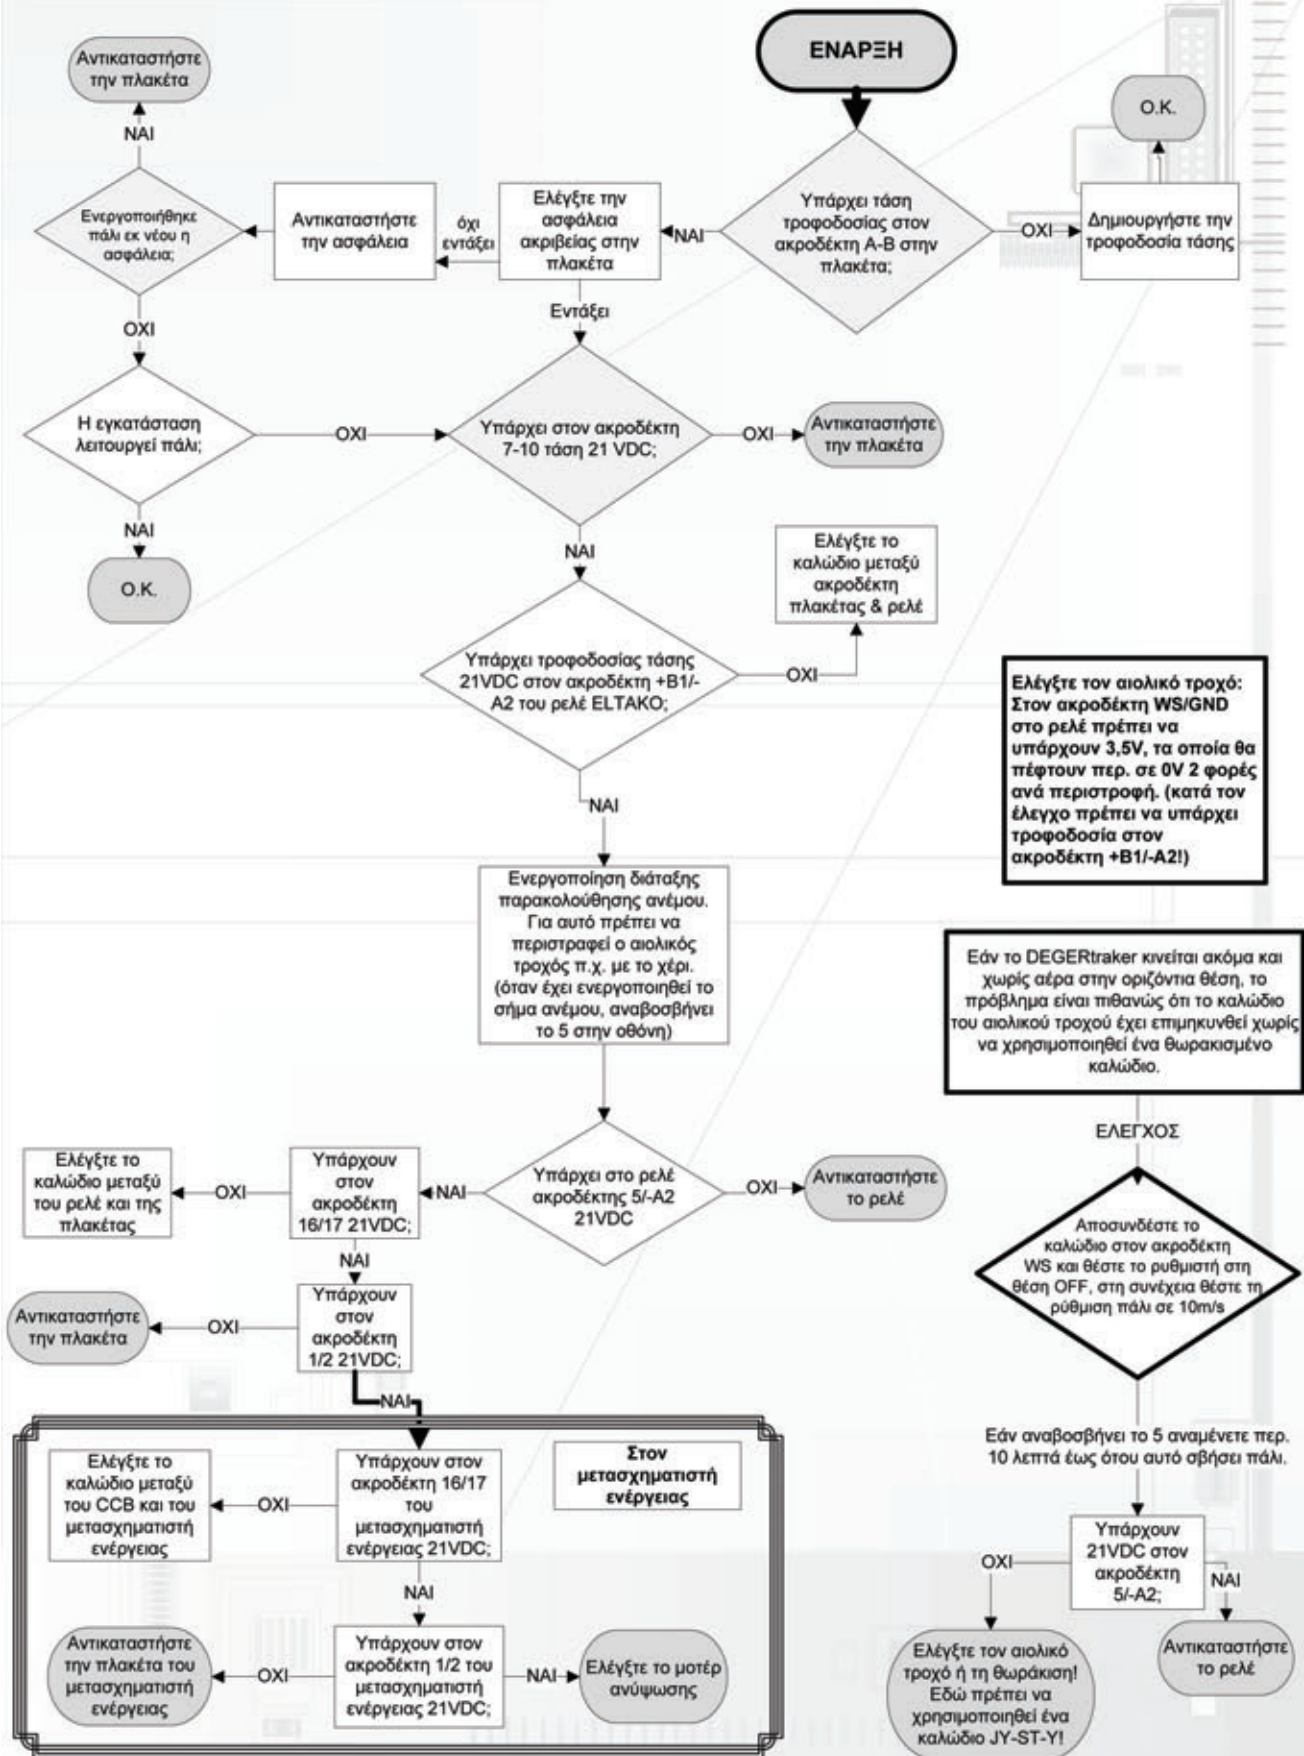 ΕΝΑΡΞΗ
Υπάρχει τάση
τροφοδοσίας στον
ακροδέκτη A-B στην
πλακέτα;
ΟΧΙ
Δημιουργήστε την
τροφοδοσία τάσης
O.K.
ΝΑΙ
Ελέγξτε την
ασφάλεια
ακριβείας στην
πλακέτα
όχι
εντάξει
Αντικαταστήστε
την ασφάλεια
Ενεργοποιήθηκε
πάλι εκ νέου η
ασφάλεια;
ΝΑΙ
Αντικαταστήστε
την πλακέτα
ΟΧΙ
Η εγκατάσταση
λειτουργεί πάλι;
ΝΑΙ
O.K.
ΟΧΙ
Εντάξει
Υπάρχει στον ακροδέκτη
7-10 τάση 21 VDC;
ΟΧΙ
Αντικαταστήστε
την πλακέτα
ΝΑΙ
Υπάρχει τροφοδοσίας τάσης
21VDC στον ακροδέκτη +B1/-
A2 του ρελέ ELTAKO;
ΟΧΙ
Ελέγξτε το
καλώδιο μεταξύ
ακροδέκτη
πλακέτας & ρελέ
ΝΑΙ
Ενεργοποίηση διάταξης
παρακολούθησης ανέμου.
Για αυτό πρέπει να
περιστραφεί ο αιολικός
τροχός π.χ. με το χέρι.
(όταν έχει ενεργοποιηθεί το
σήμα ανέμου, αναβοσβήνει
το 5 στην οθόνη)
Υπάρχει στο ρελέ
ακροδέκτης 5/-A2
21VDC
ΟΧΙ
Αντικαταστήστε
το ρελέ
ΝΑΙ
Υπάρχουν
στον
ακροδέκτη
16/17 21VDC;
ΟΧΙ
Ελέγξτε το
καλώδιο μεταξύ
του ρελέ και της
πλακέτας
ΝΑΙ
Υπάρχουν
στον
ακροδέκτη
1/2 21VDC;
ΟΧΙ
Αντικαταστήστε
την πλακέτα
ΝΑΙ
Στον
μετασχηματιστή
ενέργειας
Υπάρχουν στον
ακροδέκτη 16/17
του
μετασχηματιστή
ενέργειας 21VDC;
ΟΧΙ
Ελέγξτε το
καλώδιο μεταξύ
του CCB και του
μετασχηματιστή
ενέργειας
ΝΑΙ
Υπάρχουν στον
ακροδέκτη 1/2 του
μετασχηματιστή
ενέργειας 21VDC;
ΟΧΙ
Αντικαταστήστε
την πλακέτα του
μετασχηματιστή
ενέργειας
ΝΑΙ
Ελέγξτε το μοτέρ
ανύψωσης
Ελέγξτε τον αιολικό τροχό:
Στον ακροδέκτη WS/GND
στο ρελέ πρέπει να
υπάρχουν 3,5V, τα οποία θα
πέφτουν περ. σε 0V 2 φορές
ανά περιστροφή. (κατά τον
έλεγχο πρέπει να υπάρχει
τροφοδοσία στον
ακροδέκτη +B1/-A2!)
Εάν το DEGERtraker κινείται ακόμα και
χωρίς αέρα στην οριζόντια θέση, το
πρόβλημα είναι πιθανώς ότι το καλώδιο
του αιολικού τροχού έχει επιμηκυνθεί χωρίς
να χρησιμοποιηθεί ένα θωρακισμένο
καλώδιο.
ΕΛΕΓΧΟΣ
Αποσυνδέστε το
καλώδιο στον ακροδέκτη
WS και θέστε το ρυθμιστή στη
θέση OFF, στη συνέχεια θέστε τη
ρύθμιση πάλι σε 10m/s
Εάν αναβοσβήνει το 5 αναμένετε περ.
10 λεπτά έως ότου αυτό σβήσει πάλι.
Υπάρχουν
21VDC στον
ακροδέκτη
5/-A2;
ΟΧΙ
Ελέγξτε τον αιολικό
τροχό ή τη θωράκιση!
Εδώ πρέπει να
χρησιμοποιηθεί ένα
καλώδιο JY-ST-Y!
ΝΑΙ
Αντικαταστήστε
το ρελέ